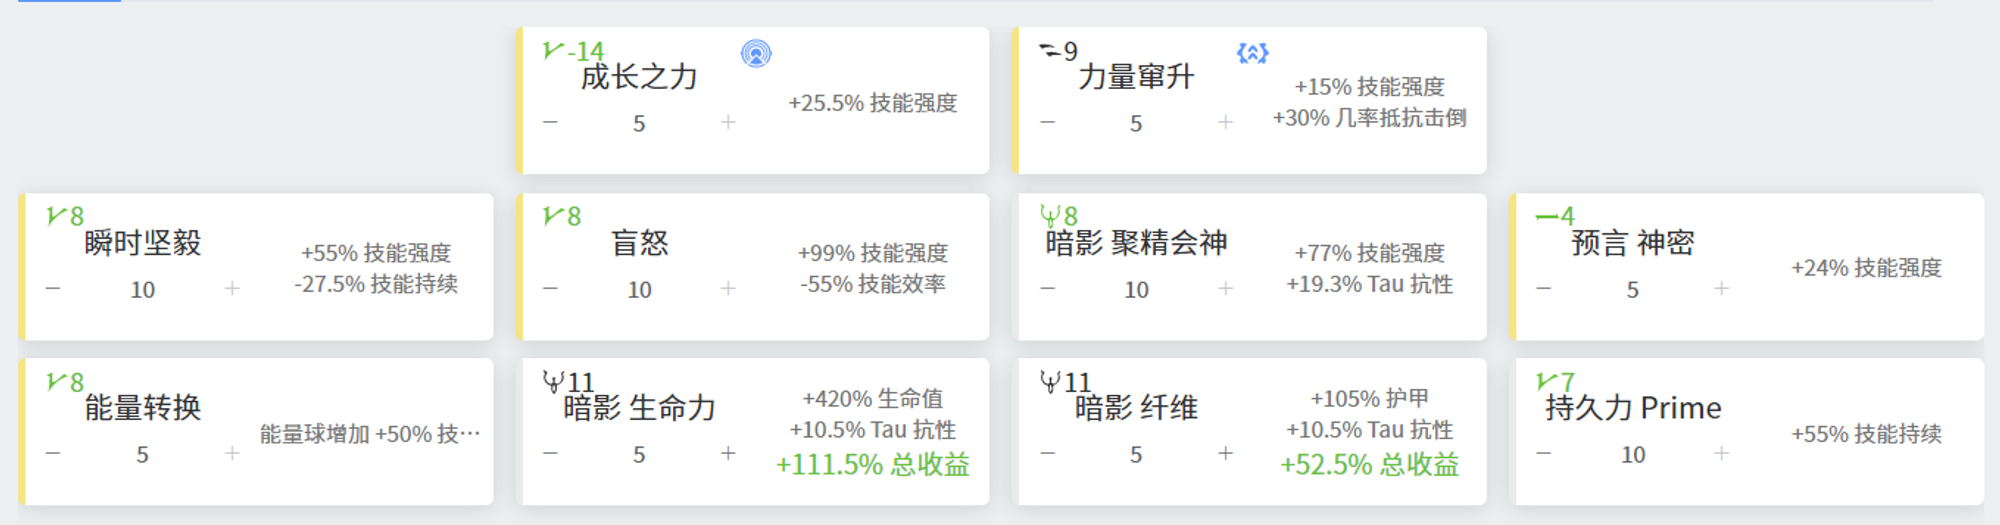 -14
成长之力
− 5 +
+25.5% 技能强度
9
力量窜升
− 5 +
+15% 技能强度
+30% 几率抵抗击倒
8
瞬时坚毅
− 10 +
+55% 技能强度
-27.5% 技能持续
8
盲怒
− 10 +
+99% 技能强度
-55% 技能效率
8
暗影 聚精会神
− 10 +
+77% 技能强度
+19.3% Tau 抗性
4
预言 神密
− 5 +
+24% 技能强度
8
能量转换
− 5 +
能量球增加 +50% 技…
11
暗影 生命力
− 5 +
+420% 生命值
+10.5% Tau 抗性
+111.5% 总收益
11
暗影 纤维
− 5 +
+105% 护甲
+10.5% Tau 抗性
+52.5% 总收益
7
持久力 Prime
− 10 +
+55% 技能持续